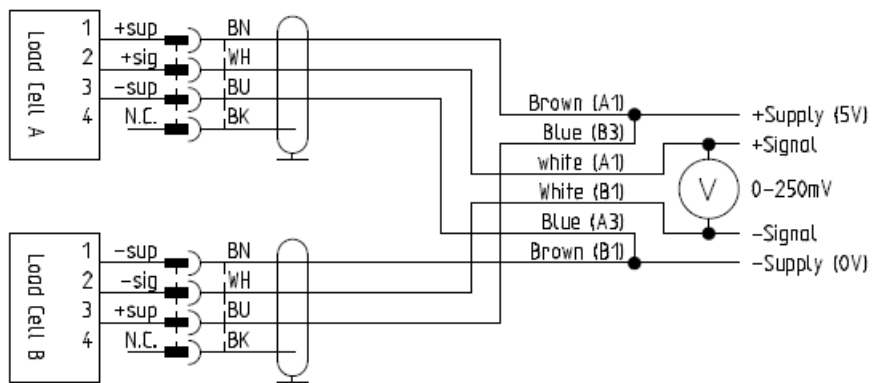 Load Cell A
1 +sup BN
2 +sig WH
3 -sup BU
4 N.C. BK
Brown (A1)
+Supply (5V)
Blue (B3)
+Signal
white (A1)
V 0-250mV
White (B1)
Blue (A3)
-Signal
Brown (B1)
-Supply (0V)
Load Cell B
1 -sup BN
2 -sig WH
3 +sup BU
4 N.C. BK